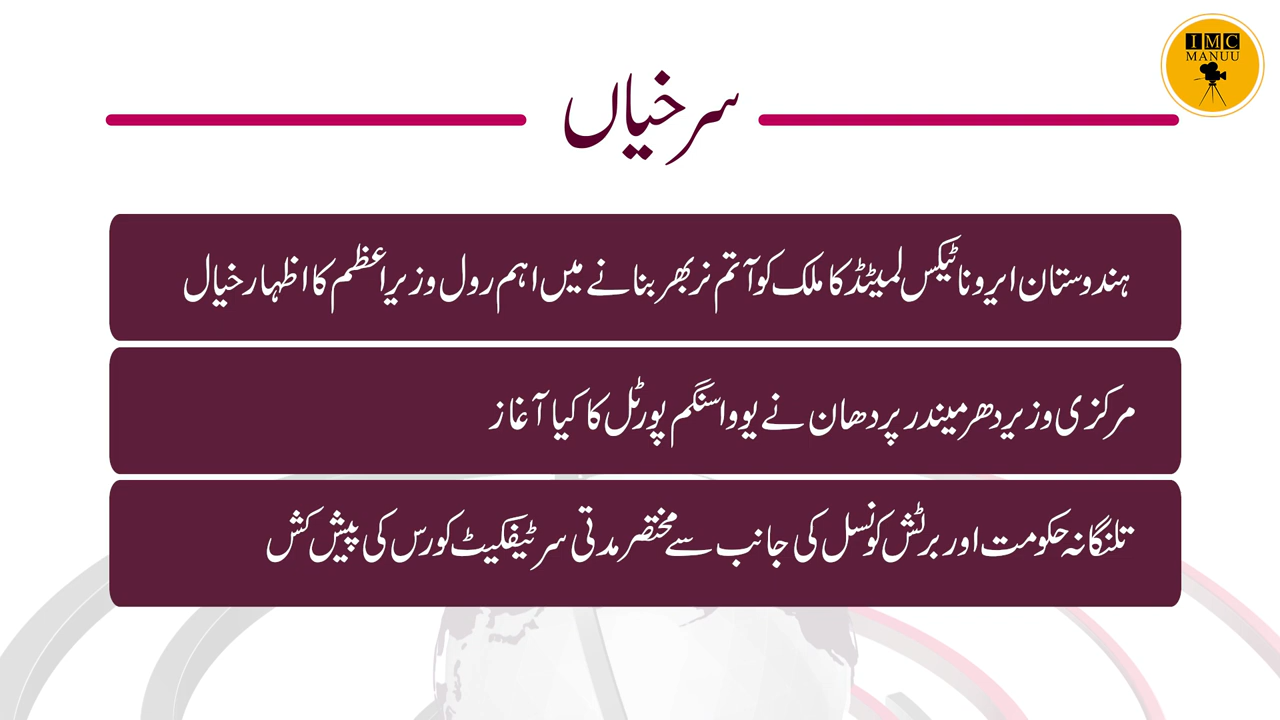 IMC
MANUU
سرخیاں
ہندوستان ایروناٹیکس لمیٹڈ کا ملک کو آتم نربھر بنانے میں اہم رول وزیر اعظم کا اظہار خیال
مرکزی وزیر دھرمیندر پردھان نے یووا سنگم پورٹل کا کیا آغاز
تلنگانہ حکومت اور برٹش کونسل کی جانب سے مختصر مدتی سرٹیفکیٹ کورس کی پیش کش